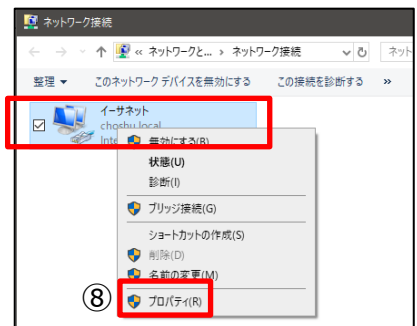 ネットワーク接続
« ネットワークと... › ネットワーク接続
ネット
整理 このネットワーク デバイスを無効にする この接続を診断する »
イーサネット
choshu.local
Inte
無効にする(B)
状態(U)
診断(I)
ブリッジ接続(G)
ショートカットの作成(S)
削除(D)
名前の変更(M)
⑧ プロパティ(R)